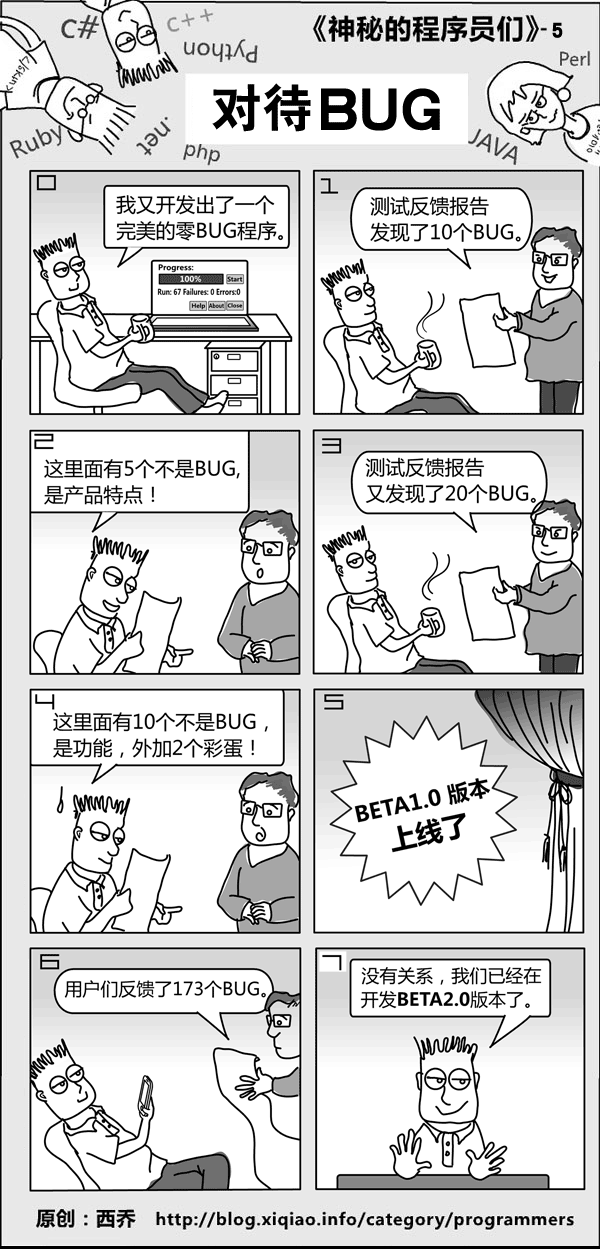 C#
C++
Python
《神秘的程序员们》- 5
Perl
Ruby
.net
php
JAVA
对待BUG
0
我又开发出了一个
完美的零BUG程序。
Progress:
100%
Start
Run: 67 Failures: 0 Errors:0
Help About Close
1
测试反馈报告
发现了10个BUG。
2
这里面有5个不是BUG,
是产品特点！
3
测试反馈报告
又发现了20个BUG。
4
这里面有10个不是BUG，
是功能，外加2个彩蛋！
5
BETA1.0 版本
上线了
6
用户们反馈了173个BUG。
7
没有关系，我们已经在
开发BETA2.0版本了。
原创：西乔 http://blog.xiqiao.info/category/programmers